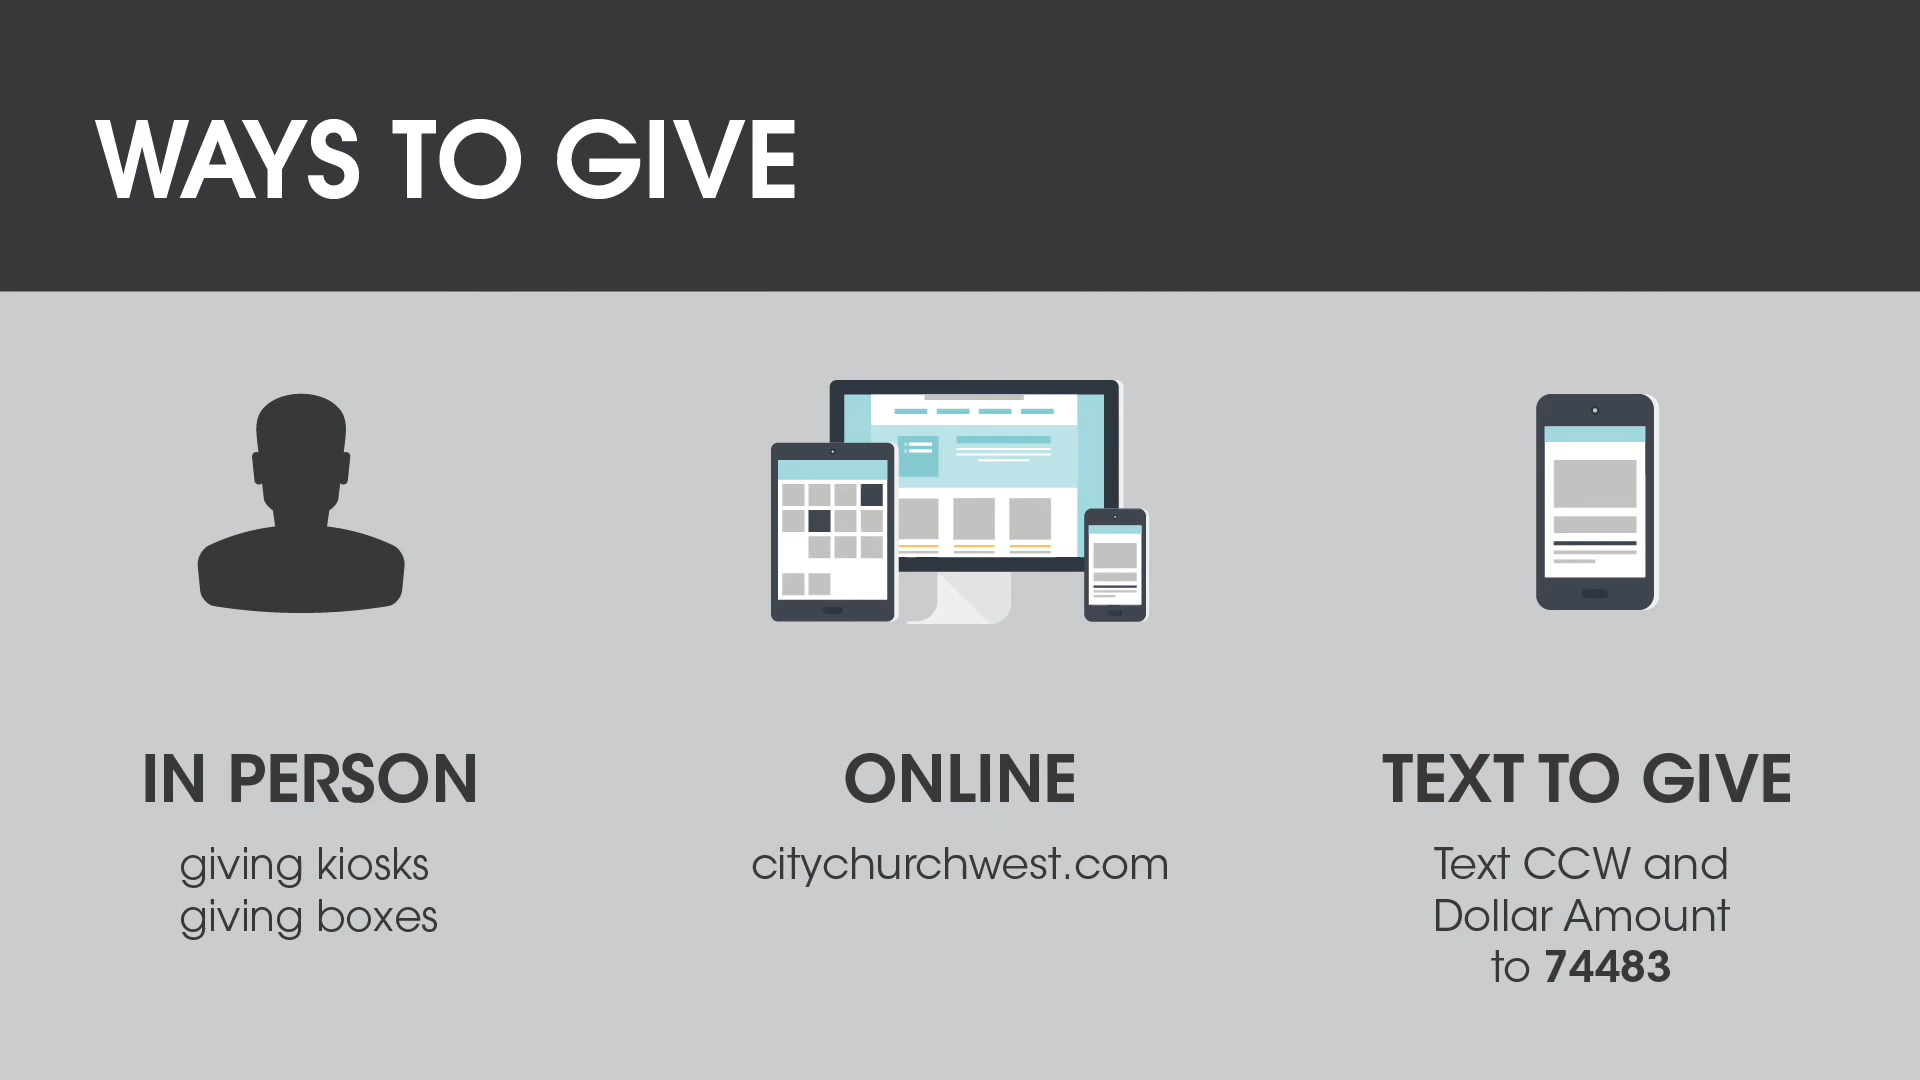 WAYS TO GIVE
IN PERSON
giving kiosks
giving boxes
ONLINE
citychurchwest.com
TEXT TO GIVE
Text CCW and
Dollar Amount
to 74483